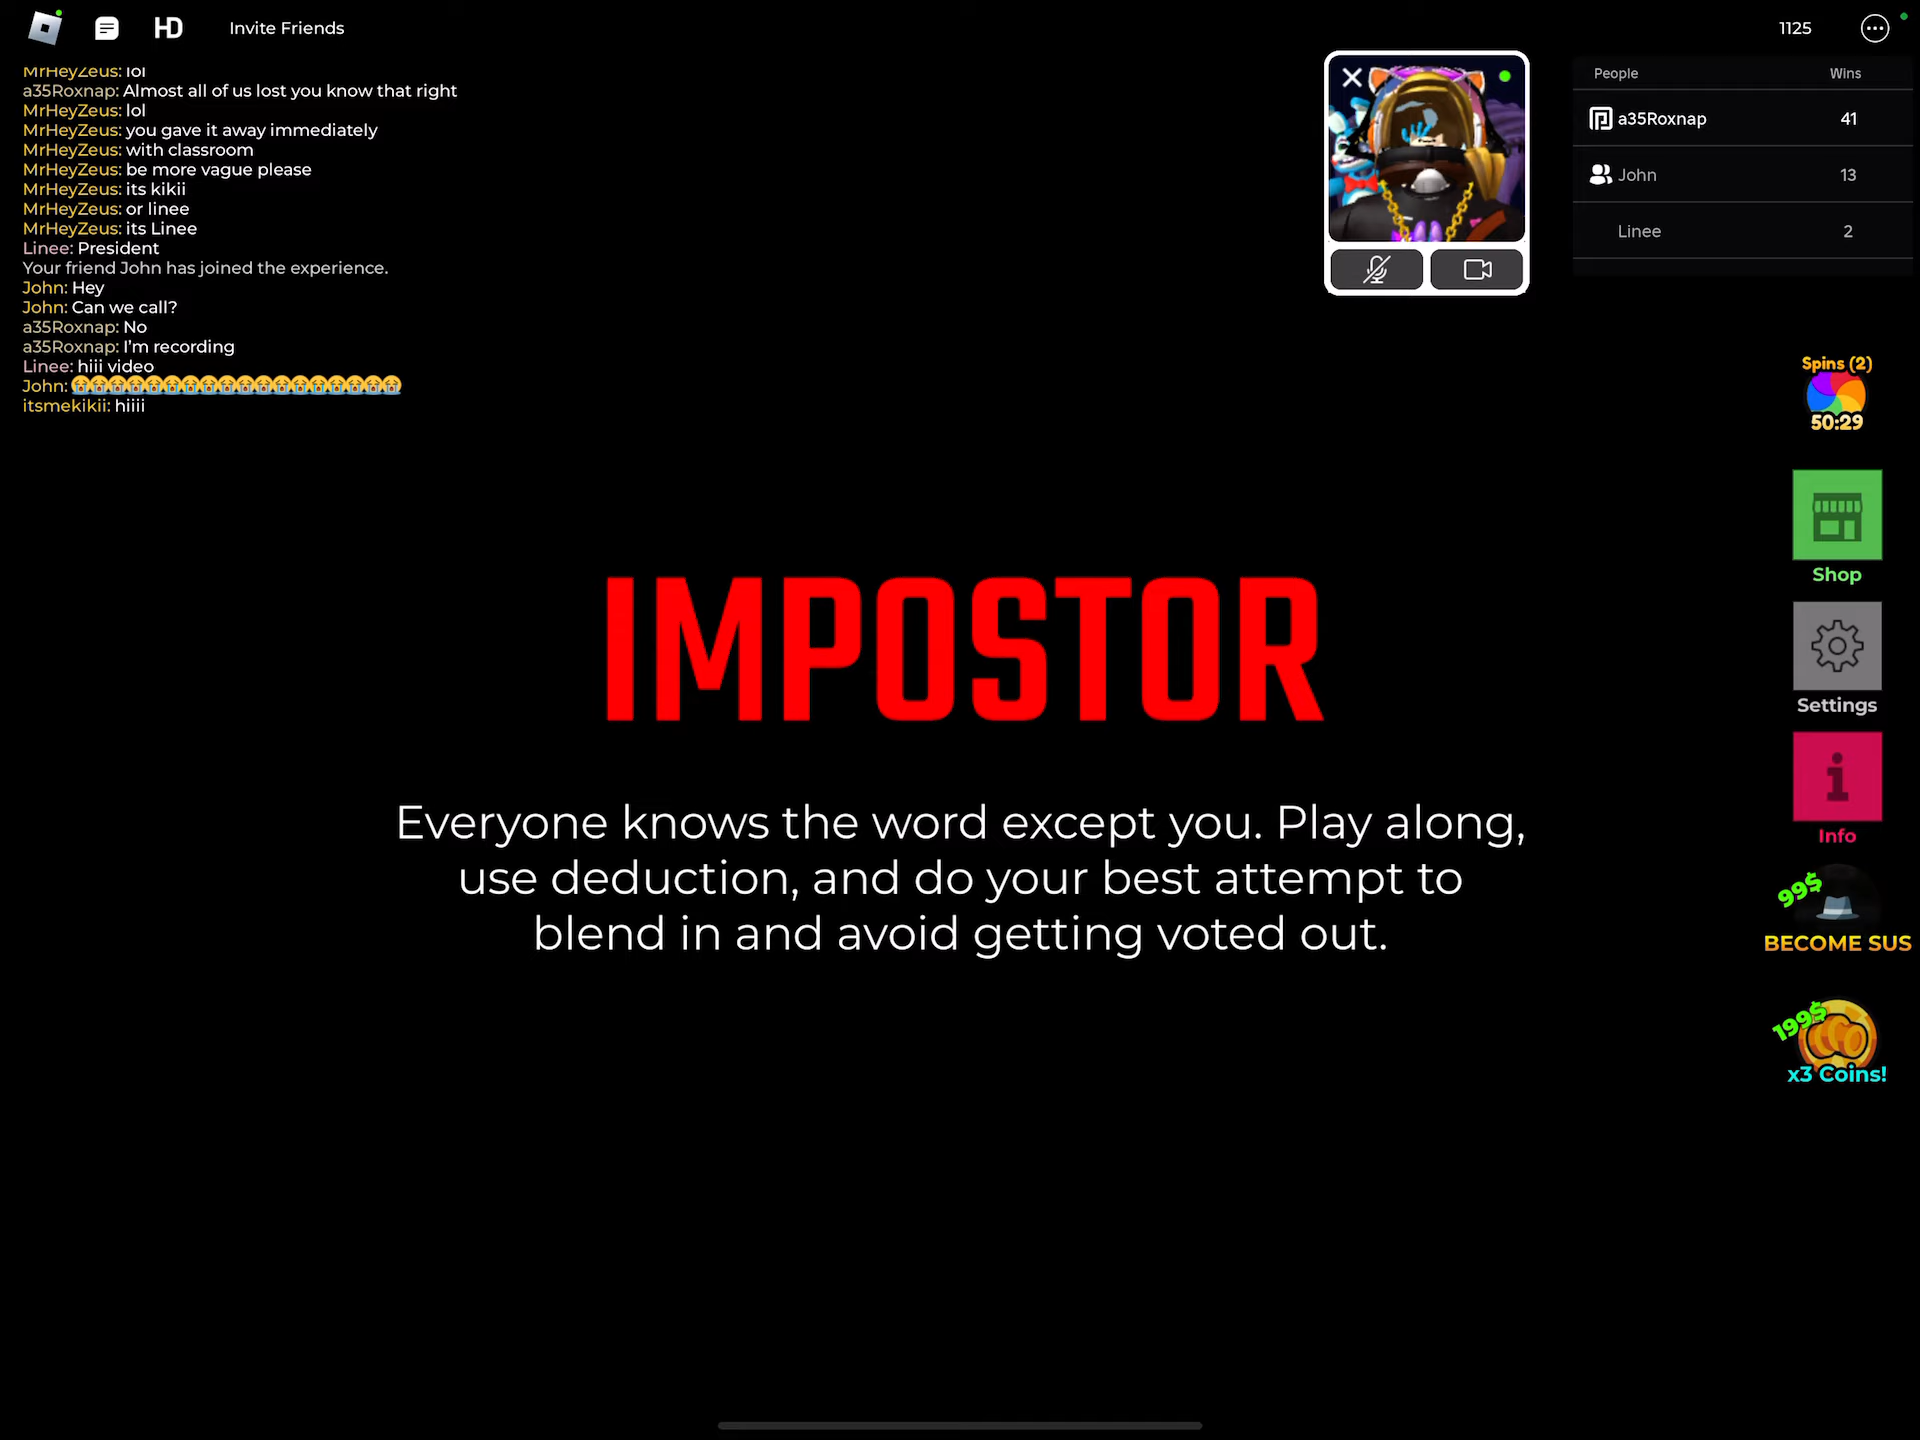 HD
Invite Friends
1125
MrHeyZeus: lol
a35Roxnap: Almost all of us lost you know that right
MrHeyZeus: lol
MrHeyZeus: you gave it away immediately
MrHeyZeus: with classroom
MrHeyZeus: be more vague please
MrHeyZeus: its kikii
MrHeyZeus: or linee
MrHeyZeus: its Linee
Linee: President
Your friend John has joined the experience.
John: Hey
John: Can we call?
a35Roxnap: No
a35Roxnap: I'm recording
Linee: hiii video
John: 😭😭😭😭😭😭😭😭😭😭😭😭😭😭😭😭😭😭
itsmekikii: hiiii
People Wins
a35Roxnap 41
John 13
Linee 2
Spins (2)
50:29
Shop
Settings
Info
99$
BECOME SUS
199$
x3 Coins!
IMPOSTOR
Everyone knows the word except you. Play along,
use deduction, and do your best attempt to
blend in and avoid getting voted out.